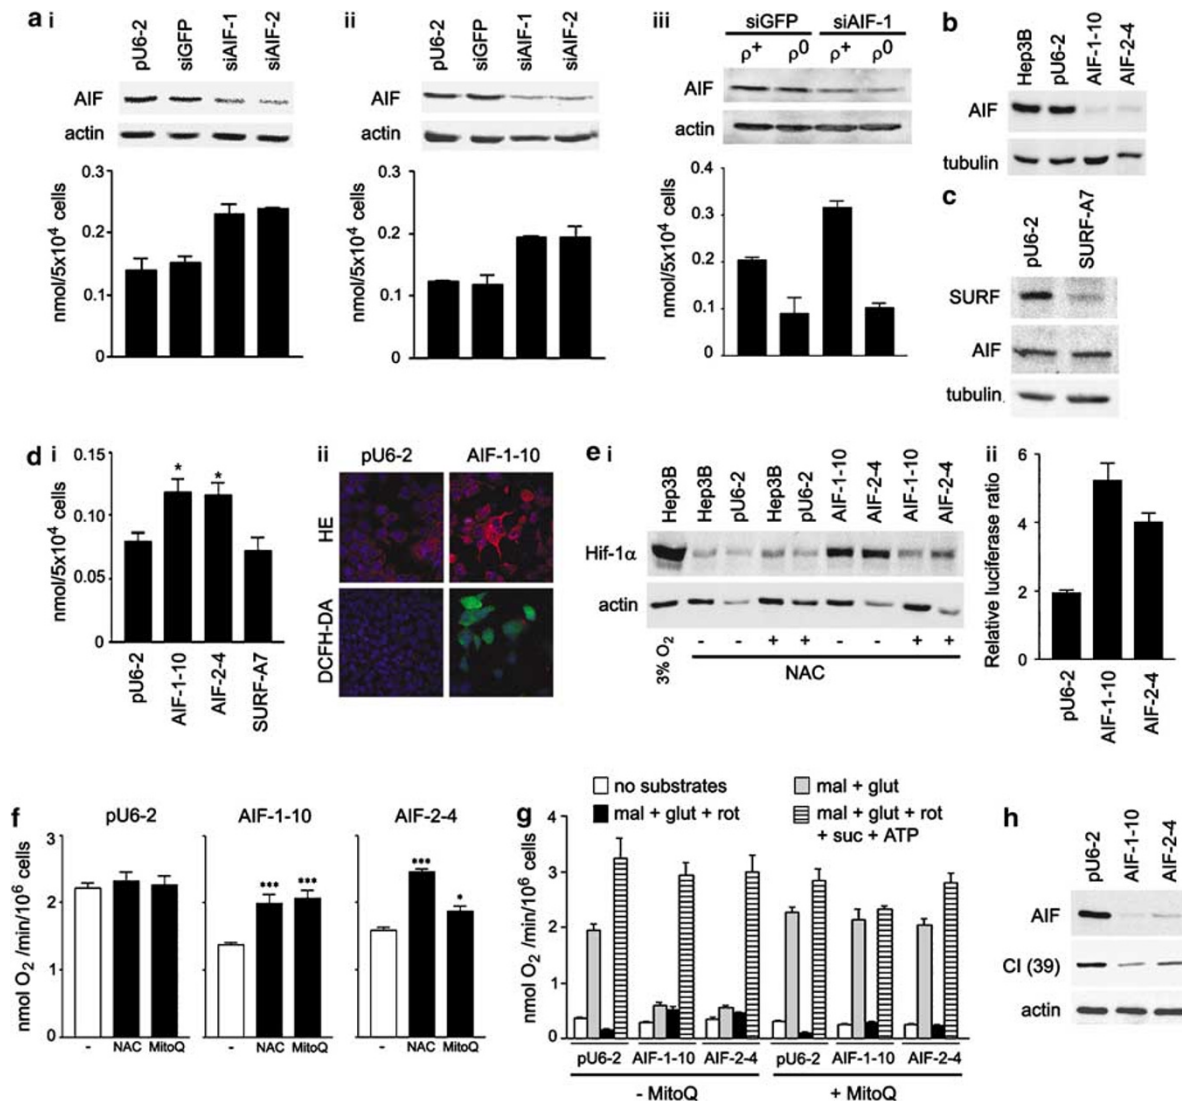 a i
pU6-2
siGFP
siAIF-1
siAIF-2
AIF
actin
nmol/5x10⁴ cells
0.3
0.2
0.1
0
ii
pU6-2
siGFP
siAIF-1
siAIF-2
AIF
actin
nmol/5x10⁴ cells
0.3
0.2
0.1
0
iii
siGFP siAIF-1
ρ⁺ ρ⁰ ρ⁺ ρ⁰
AIF
actin
nmol/5x10⁴ cells
0.4
0.3
0.2
0.1
0
b
Hep3B
pU6-2
AIF-1-10
AIF-2-4
AIF
tubulin
c
pU6-2
SURF-A7
SURF
AIF
tubulin
d i
nmol/5x10⁴ cells
0.15
0.10
0.05
0
* *
pU6-2
AIF-1-10
AIF-2-4
SURF-A7
ii
pU6-2 AIF-1-10
HE
DCFH-DA
e i
Hep3B
Hep3B
pU6-2
Hep3B
pU6-2
AIF-1-10
AIF-2-4
AIF-1-10
AIF-2-4
Hif-1α
actin
3% O₂
- - + + - - + +
NAC
ii
Relative luciferase ratio
6
4
2
0
pU6-2
AIF-1-10
AIF-2-4
f
pU6-2 AIF-1-10 AIF-2-4
nmol O₂ /min/10⁶ cells
3
2
1
0
*** ***
*** *
- NAC MitoQ - NAC MitoQ - NAC MitoQ
g
no substrates mal + glut
mal + glut + rot mal + glut + rot
+ suc + ATP
nmol O₂ /min/10⁶ cells
4
3
2
1
0
pU6-2 AIF-1-10 AIF-2-4 pU6-2 AIF-1-10 AIF-2-4
- MitoQ + MitoQ
h
pU6-2
AIF-1-10
AIF-2-4
AIF
CI (39)
actin